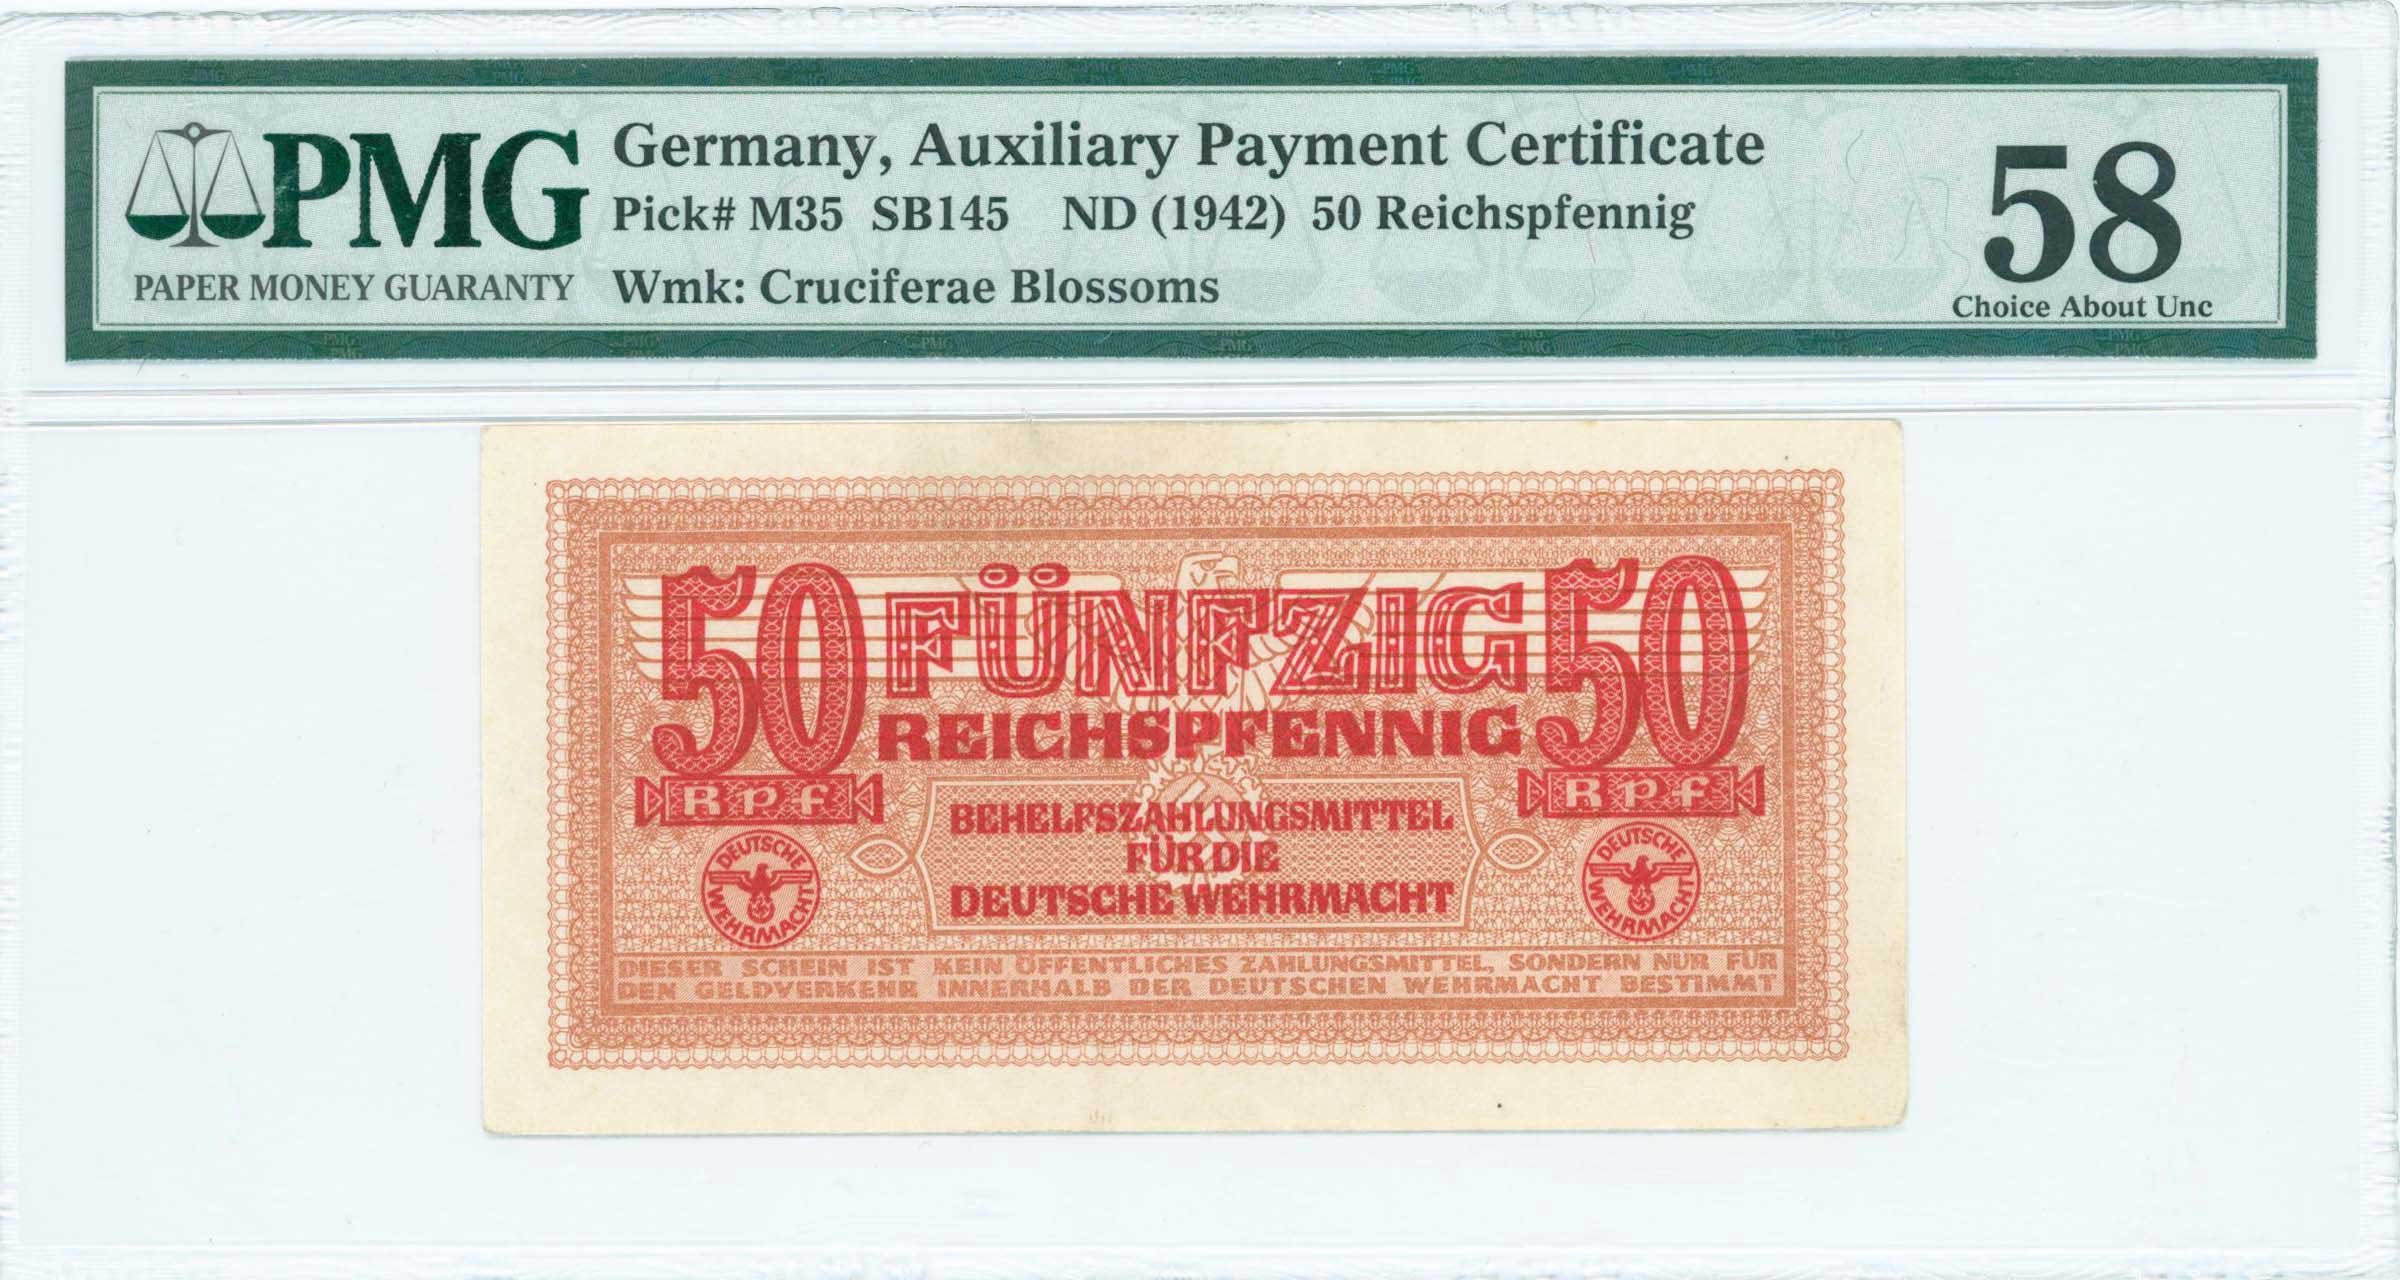 PMG
PAPER MONEY GUARANTY
Germany, Auxiliary Payment Certificate
Pick# M35 SB145 ND (1942) 50 Reichspfennig
Wmk: Cruciferae Blossoms
58
Choice About Unc
50 FÜNFZIG 50
REICHSPFENNIG
Rpf Rpf
BEHELFSZAHLUNGSMITTEL
FÜR DIE
DEUTSCHE WEHRMACHT
DEUTSCHE WEHRMACHT
DEUTSCHE WEHRMACHT
DIESER SCHEIN IST KEIN ÖFFENTLICHES ZAHLUNGSMITTEL, SONDERN NUR FÜR
DEN GELDVERKEHR INNERHALB DER DEUTSCHEN WEHRMACHT BESTIMMT